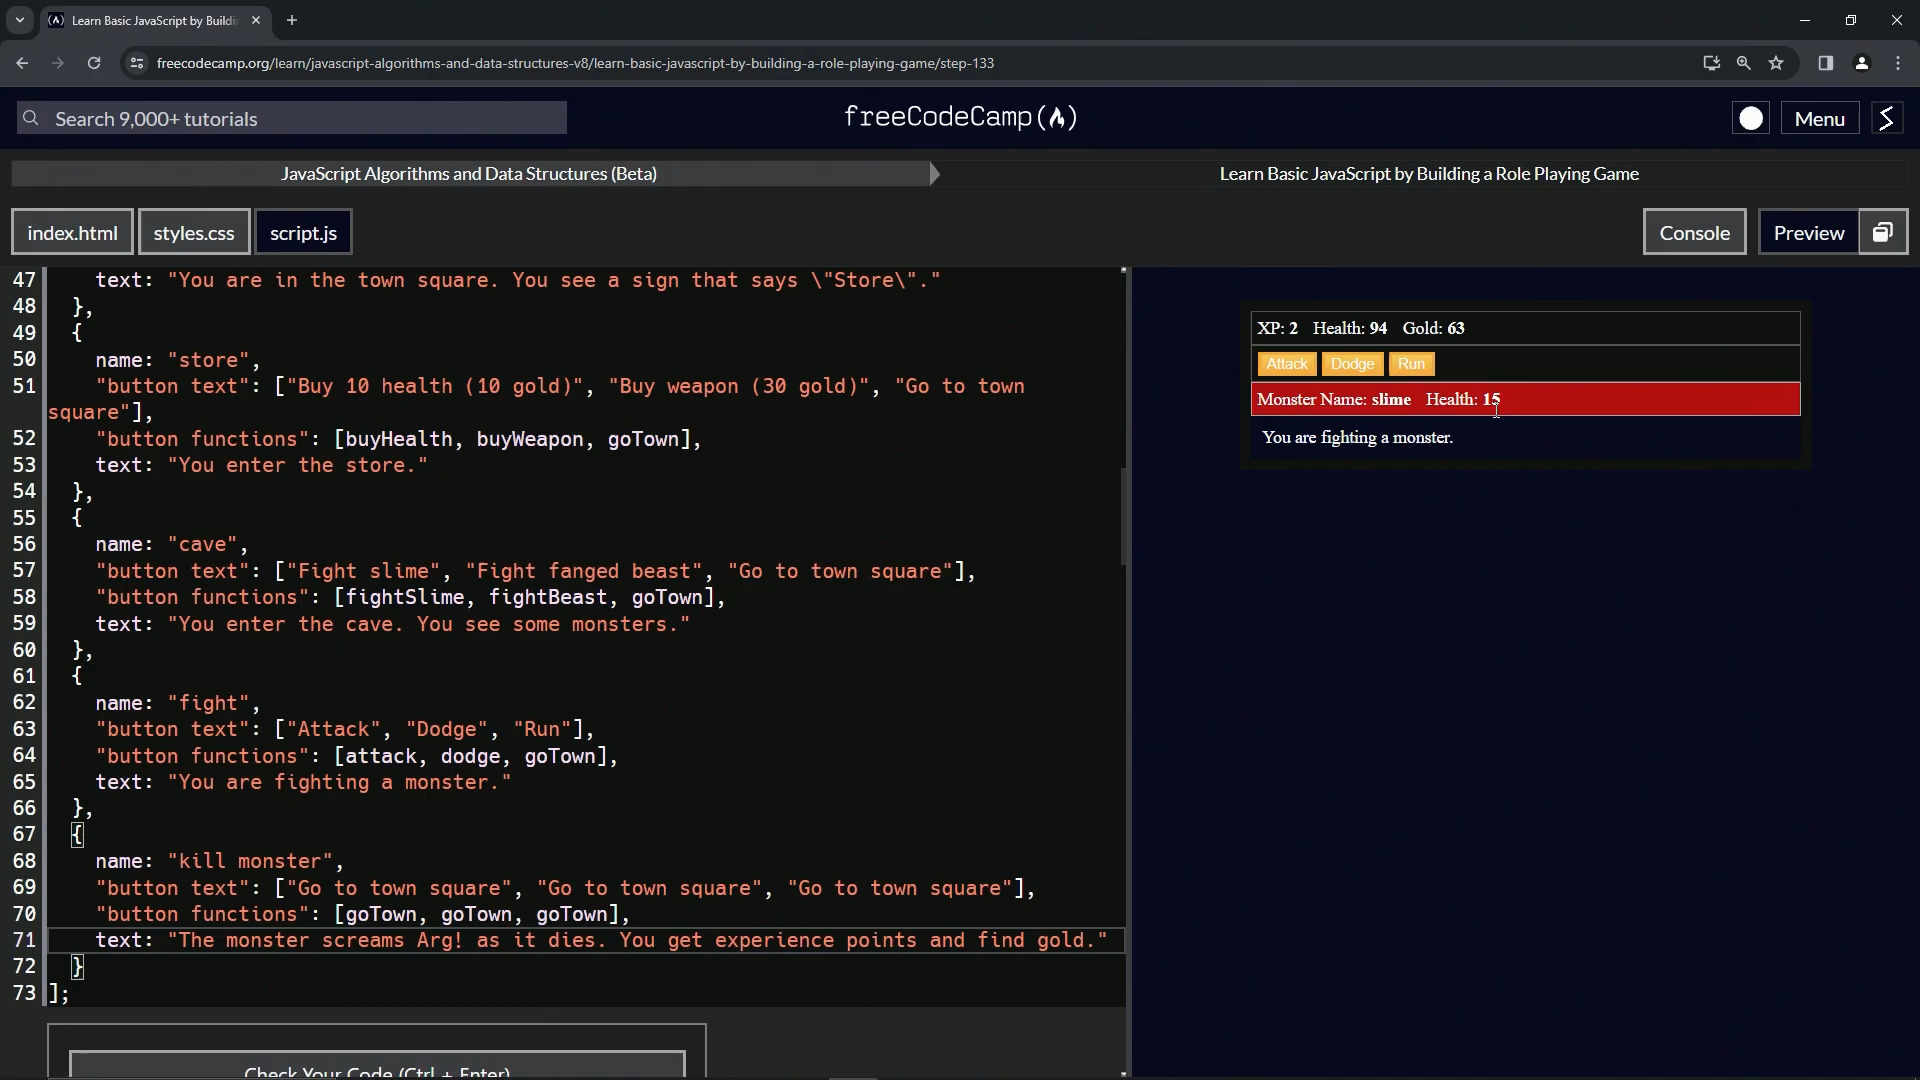 Learn Basic JavaScript by Buildi
freecodecamp.org/learn/javascript-algorithms-and-data-structures-v8/learn-basic-javascript-by-building-a-role-playing-game/step-133
Search 9,000+ tutorials
freeCodeCamp
Menu
JavaScript Algorithms and Data Structures (Beta)
Learn Basic JavaScript by Building a Role Playing Game
index.html
styles.css
script.js
Console
Preview
47 text: "You are in the town square. You see a sign that says \"Store\"."
48 },
49 {
50 name: "store",
51 "button text": ["Buy 10 health (10 gold)", "Buy weapon (30 gold)", "Go to town
square"],
52 "button functions": [buyHealth, buyWeapon, goTown],
53 text: "You enter the store."
54 },
55 {
56 name: "cave",
57 "button text": ["Fight slime", "Fight fanged beast", "Go to town square"],
58 "button functions": [fightSlime, fightBeast, goTown],
59 text: "You enter the cave. You see some monsters."
60 },
61 {
62 name: "fight",
63 "button text": ["Attack", "Dodge", "Run"],
64 "button functions": [attack, dodge, goTown],
65 text: "You are fighting a monster."
66 },
67 {
68 name: "kill monster",
69 "button text": ["Go to town square", "Go to town square", "Go to town square"],
70 "button functions": [goTown, goTown, goTown],
71 text: "The monster screams Arg! as it dies. You get experience points and find gold."
72 }
73 ];
Check Your Code (Ctrl + Enter)
XP: 2 Health: 94 Gold: 63
Attack Dodge Run
Monster Name: slime Health: 15
You are fighting a monster.